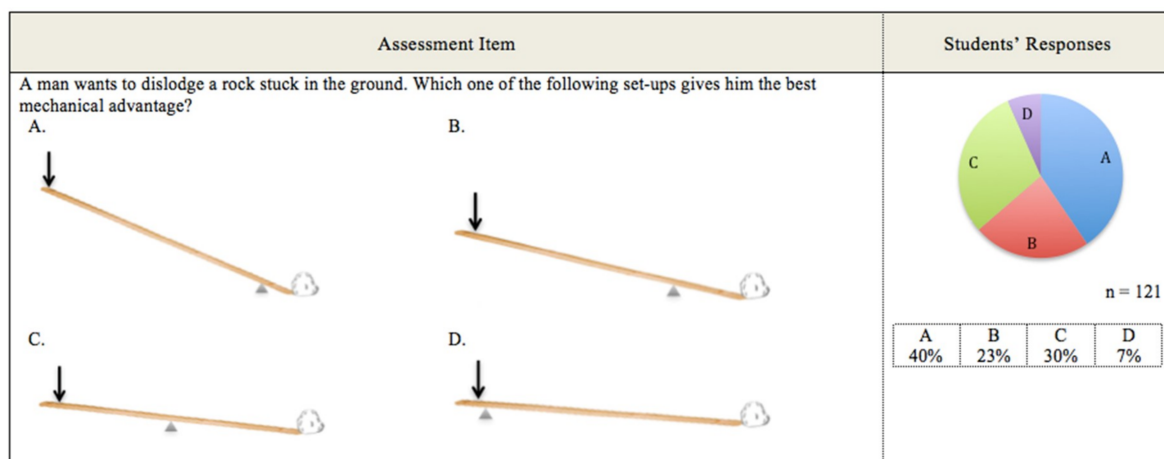 Assessment Item
Students' Responses
A man wants to dislodge a rock stuck in the ground. Which one of the following set-ups gives him the best
mechanical advantage?
A.
B.
C.
D.
D
A
C
B
n = 121
A B C D
40% 23% 30% 7%